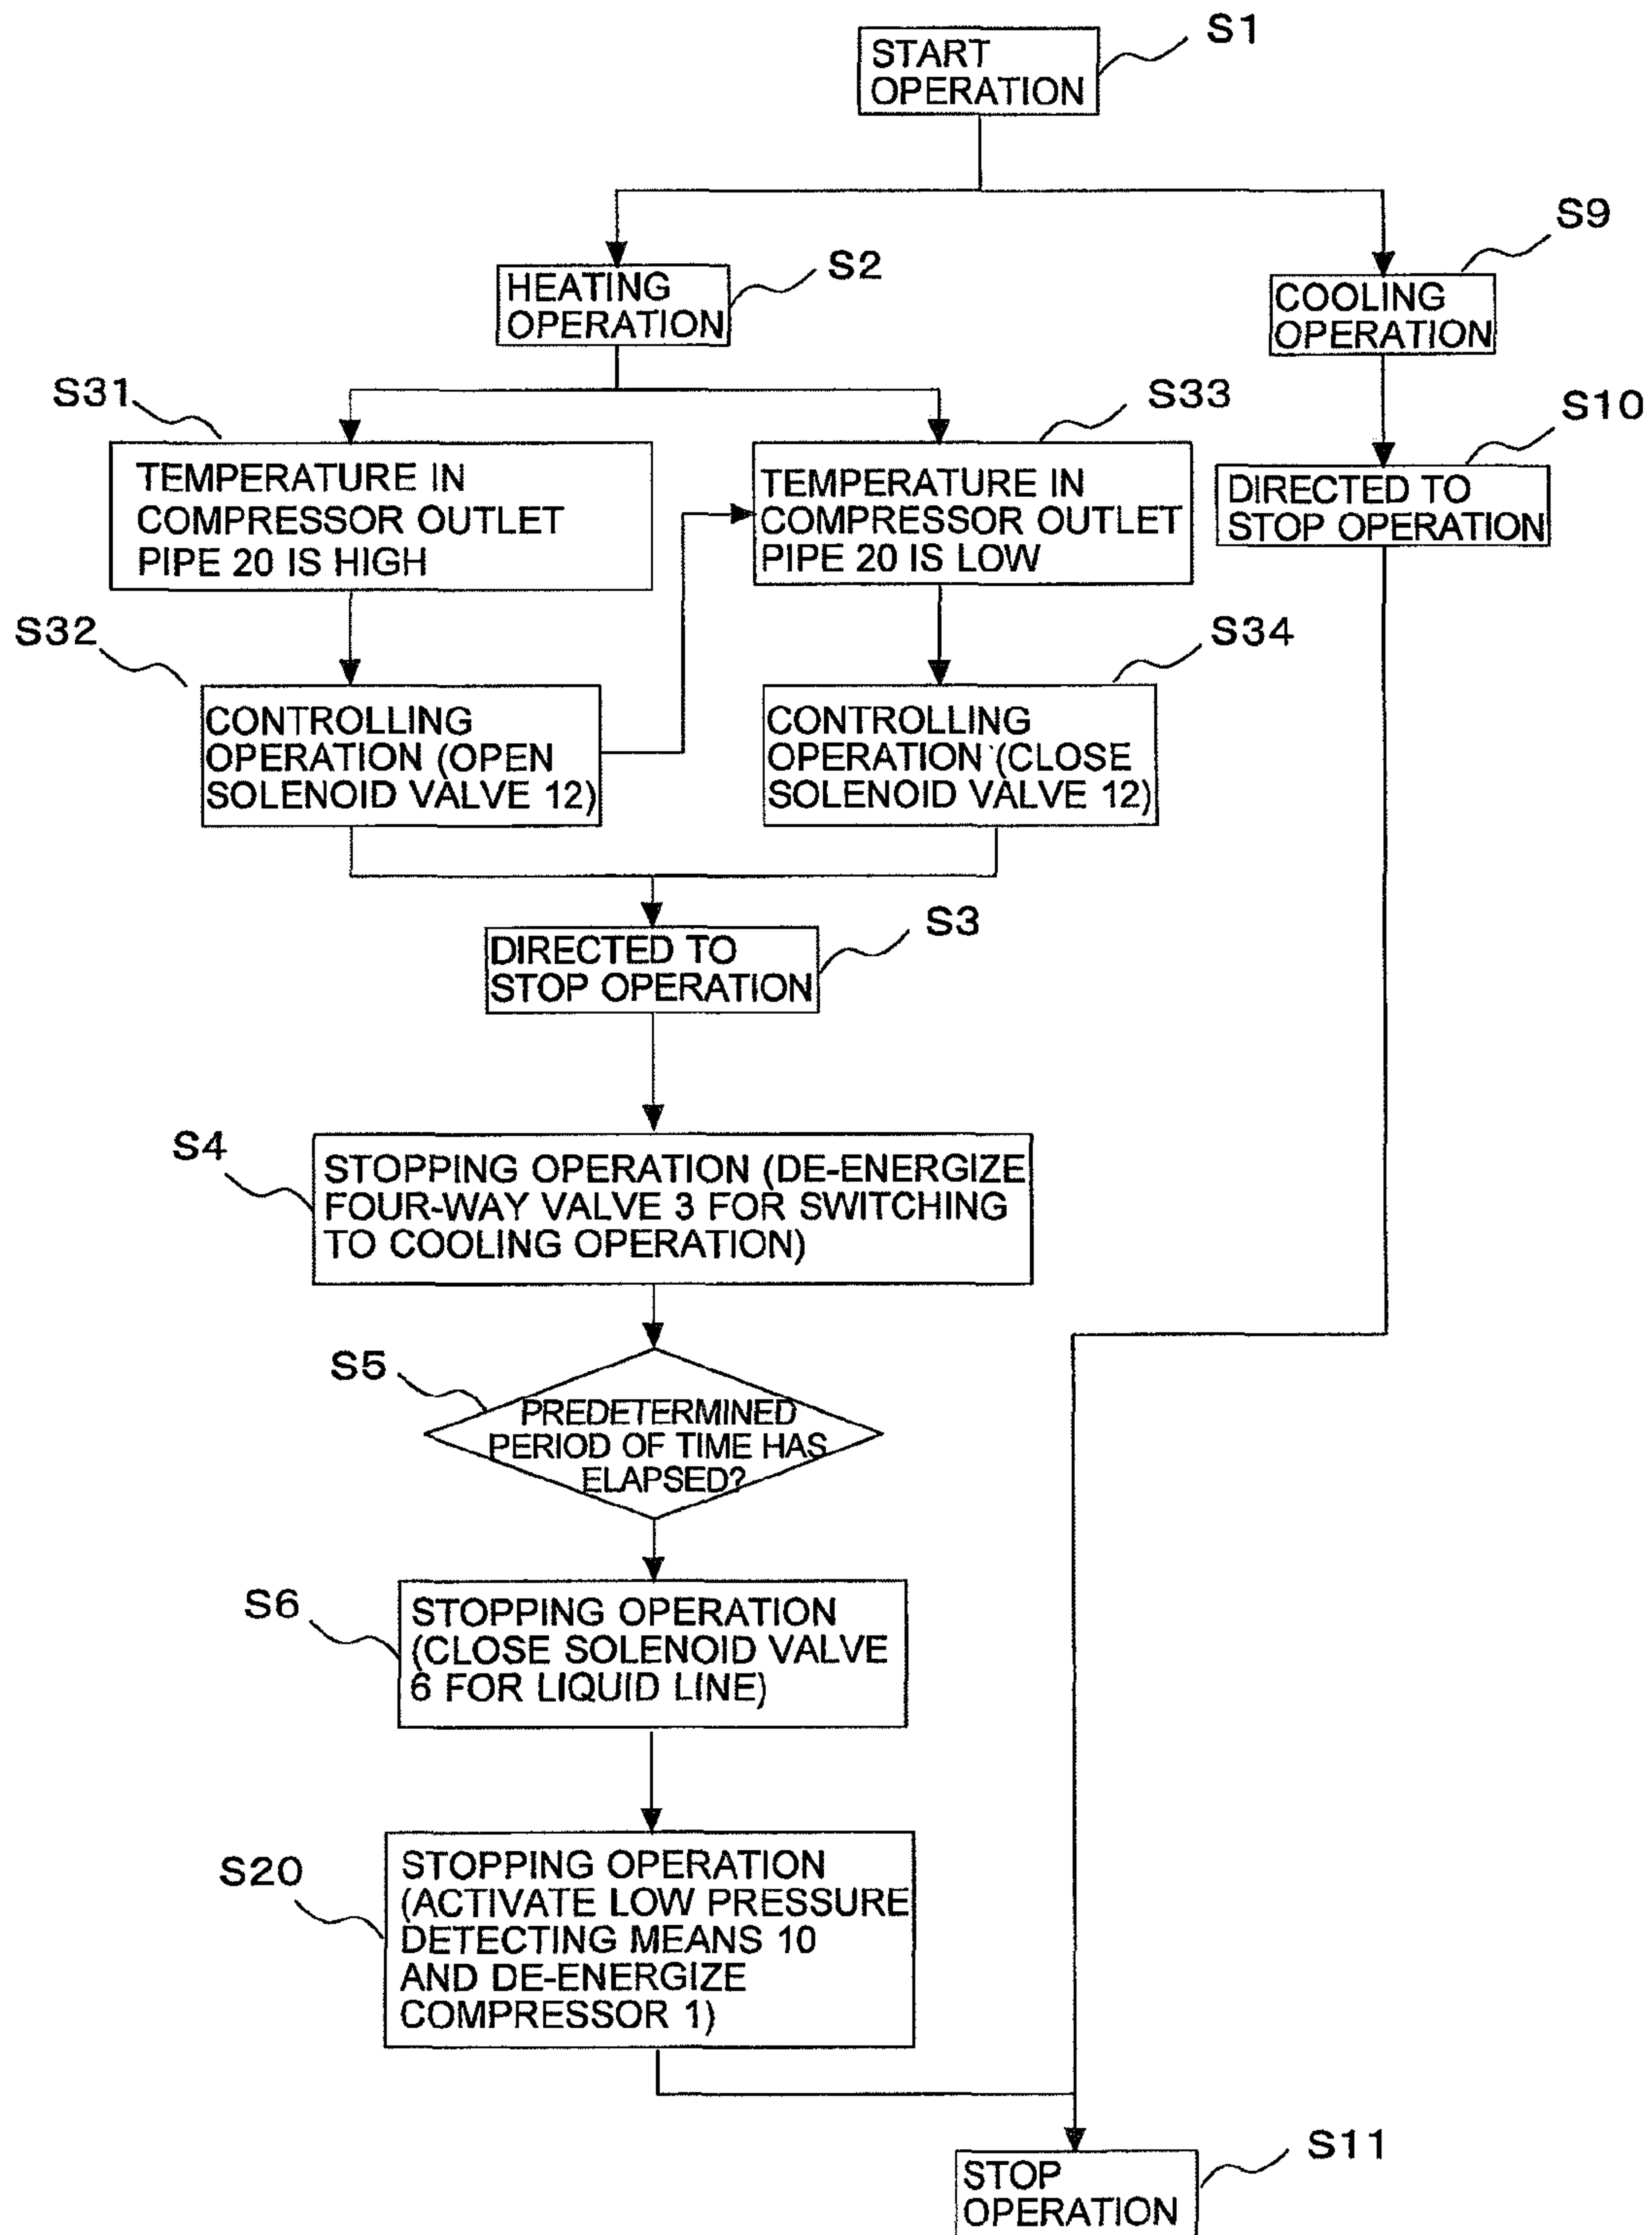 S1
START
OPERATION
S2
HEATING
OPERATION
S9
COOLING
OPERATION
S31
TEMPERATURE IN
COMPRESSOR OUTLET
PIPE 20 IS HIGH
S33
TEMPERATURE IN
COMPRESSOR OUTLET
PIPE 20 IS LOW
S10
DIRECTED TO
STOP OPERATION
S32
CONTROLLING
OPERATION (OPEN
SOLENOID VALVE 12)
S34
CONTROLLING
OPERATION (CLOSE
SOLENOID VALVE 12)
S3
DIRECTED TO
STOP OPERATION
S4
STOPPING OPERATION (DE-ENERGIZE
FOUR-WAY VALVE 3 FOR SWITCHING
TO COOLING OPERATION)
S5
PREDETERMINED
PERIOD OF TIME HAS
ELAPSED?
S6
STOPPING OPERATION
(CLOSE SOLENOID VALVE
6 FOR LIQUID LINE)
S20
STOPPING OPERATION
(ACTIVATE LOW PRESSURE
DETECTING MEANS 10
AND DE-ENERGIZE
COMPRESSOR 1)
S11
STOP
OPERATION